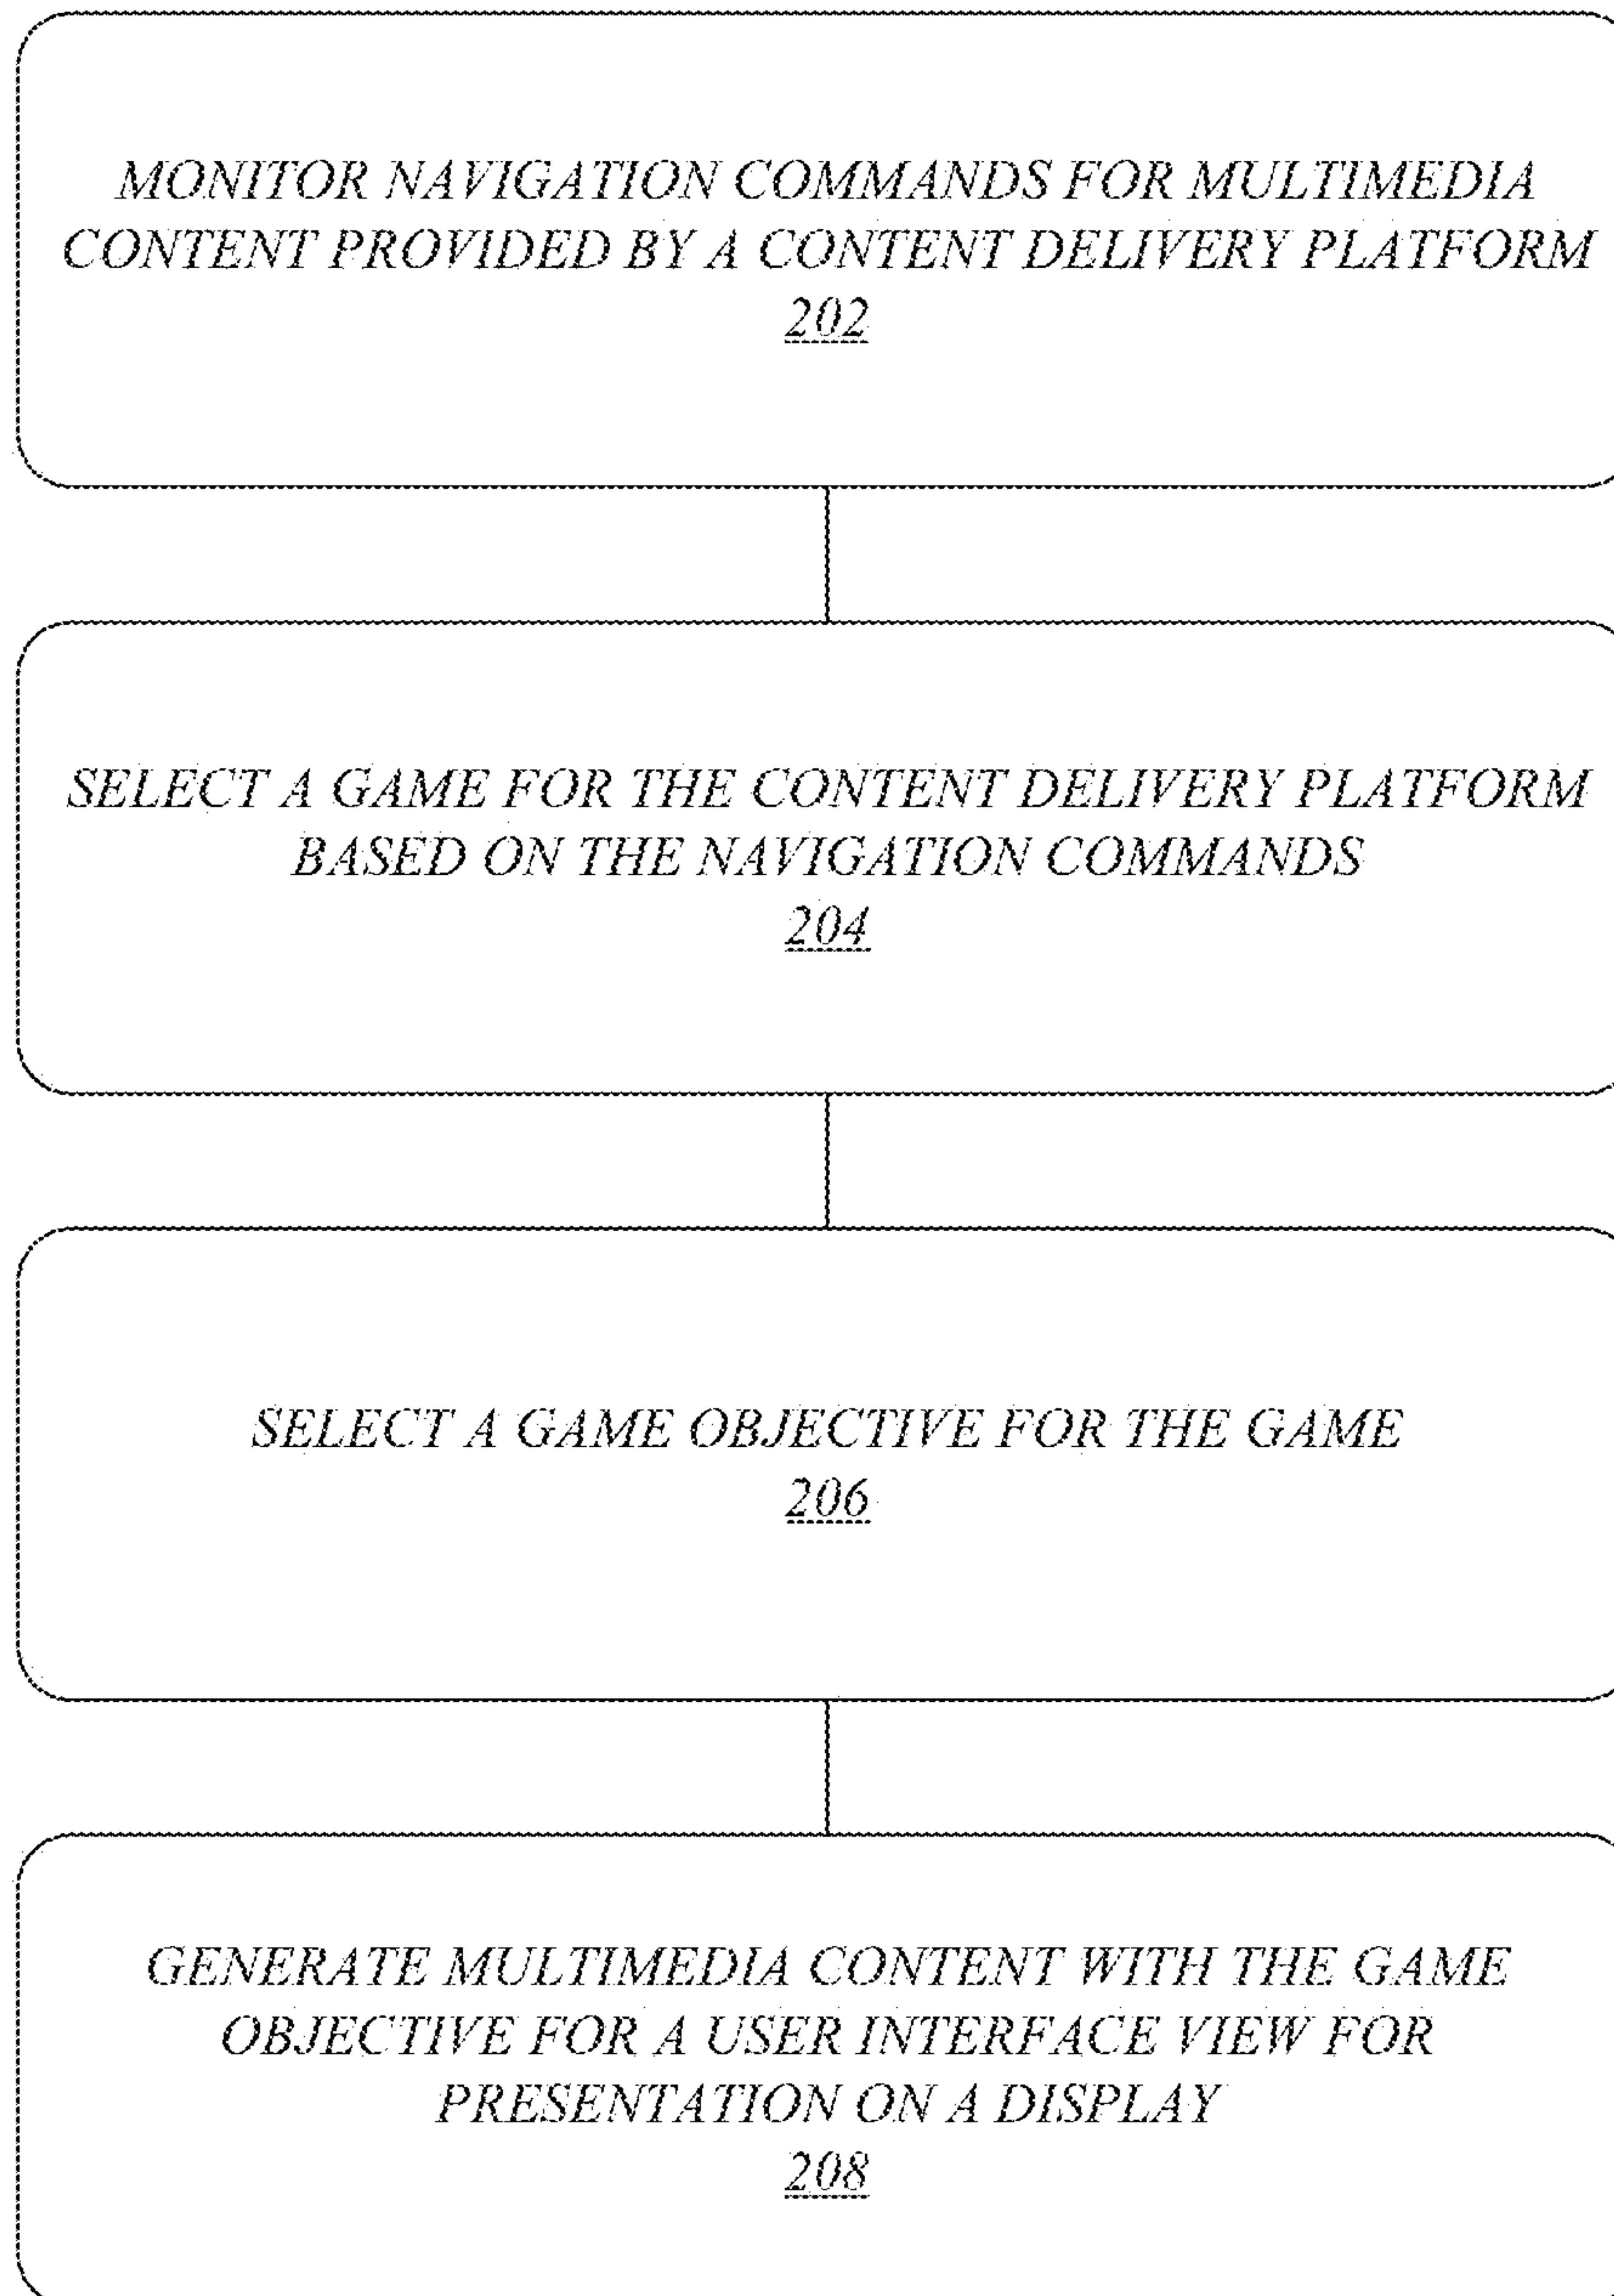 MONITOR NAVIGATION COMMANDS FOR MULTIMEDIA
CONTENT PROVIDED BY A CONTENT DELIVERY PLATFORM
202
SELECT A GAME FOR THE CONTENT DELIVERY PLATFORM
BASED ON THE NAVIGATION COMMANDS
204
SELECT A GAME OBJECTIVE FOR THE GAME
206
GENERATE MULTIMEDIA CONTENT WITH THE GAME
OBJECTIVE FOR A USER INTERFACE VIEW FOR
PRESENTATION ON A DISPLAY
208